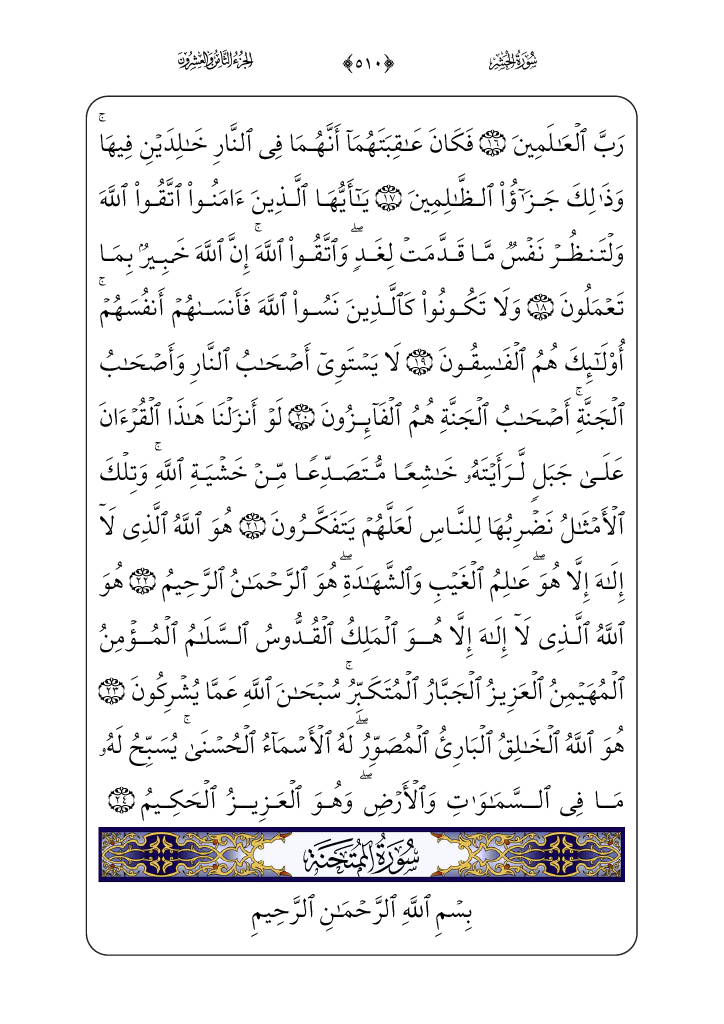 سُورَةُ الحَشۡرِ ﴿٥١٠﴾ الجُزۡءُ الثَّامِنُ وَالعِشۡرُونَ
رَبَّ ٱلۡعَٰلَمِينَ ١٦ فَكَانَ عَٰقِبَتَهُمَآ أَنَّهُمَا فِي ٱلنَّارِ خَٰلِدَيۡنِ فِيهَاۚ
وَذَٰلِكَ جَزَٰٓؤُاْ ٱلظَّٰلِمِينَ ١٧ يَٰٓأَيُّهَا ٱلَّذِينَ ءَامَنُواْ ٱتَّقُواْ ٱللَّهَ
وَلۡتَنظُرۡ نَفۡسٞ مَّا قَدَّمَتۡ لِغَدٖۖ وَٱتَّقُواْ ٱللَّهَۚ إِنَّ ٱللَّهَ خَبِيرُۢ بِمَا
تَعۡمَلُونَ ١٨ وَلَا تَكُونُواْ كَٱلَّذِينَ نَسُواْ ٱللَّهَ فَأَنسَىٰهُمۡ أَنفُسَهُمۡۚ
أُوْلَٰٓئِكَ هُمُ ٱلۡفَٰسِقُونَ ١٩ لَا يَسۡتَوِيٓ أَصۡحَٰبُ ٱلنَّارِ وَأَصۡحَٰبُ
ٱلۡجَنَّةِۚ أَصۡحَٰبُ ٱلۡجَنَّةِ هُمُ ٱلۡفَآئِزُونَ ٢٠ لَوۡ أَنزَلۡنَا هَٰذَا ٱلۡقُرۡءَانَ
عَلَىٰ جَبَلٖ لَّرَأَيۡتَهُۥ خَٰشِعٗا مُّتَصَدِّعٗا مِّنۡ خَشۡيَةِ ٱللَّهِۚ وَتِلۡكَ
ٱلۡأَمۡثَٰلُ نَضۡرِبُهَا لِلنَّاسِ لَعَلَّهُمۡ يَتَفَكَّرُونَ ٢١ هُوَ ٱللَّهُ ٱلَّذِي لَآ
إِلَٰهَ إِلَّا هُوَۖ عَٰلِمُ ٱلۡغَيۡبِ وَٱلشَّهَٰدَةِۖ هُوَ ٱلرَّحۡمَٰنُ ٱلرَّحِيمُ ٢٢ هُوَ
ٱللَّهُ ٱلَّذِي لَآ إِلَٰهَ إِلَّا هُوَ ٱلۡمَلِكُ ٱلۡقُدُّوسُ ٱلسَّلَٰمُ ٱلۡمُؤۡمِنُ
ٱلۡمُهَيۡمِنُ ٱلۡعَزِيزُ ٱلۡجَبَّارُ ٱلۡمُتَكَبِّرُۚ سُبۡحَٰنَ ٱللَّهِ عَمَّا يُشۡرِكُونَ ٢٣
هُوَ ٱللَّهُ ٱلۡخَٰلِقُ ٱلۡبَارِئُ ٱلۡمُصَوِّرُۖ لَهُ ٱلۡأَسۡمَآءُ ٱلۡحُسۡنَىٰۚ يُسَبِّحُ لَهُۥ
مَا فِي ٱلسَّمَٰوَٰتِ وَٱلۡأَرۡضِۖ وَهُوَ ٱلۡعَزِيزُ ٱلۡحَكِيمُ ٢٤
سُورَةُ المُمۡتَحنَةِ
بِسۡمِ ٱللَّهِ ٱلرَّحۡمَٰنِ ٱلرَّحِيمِ